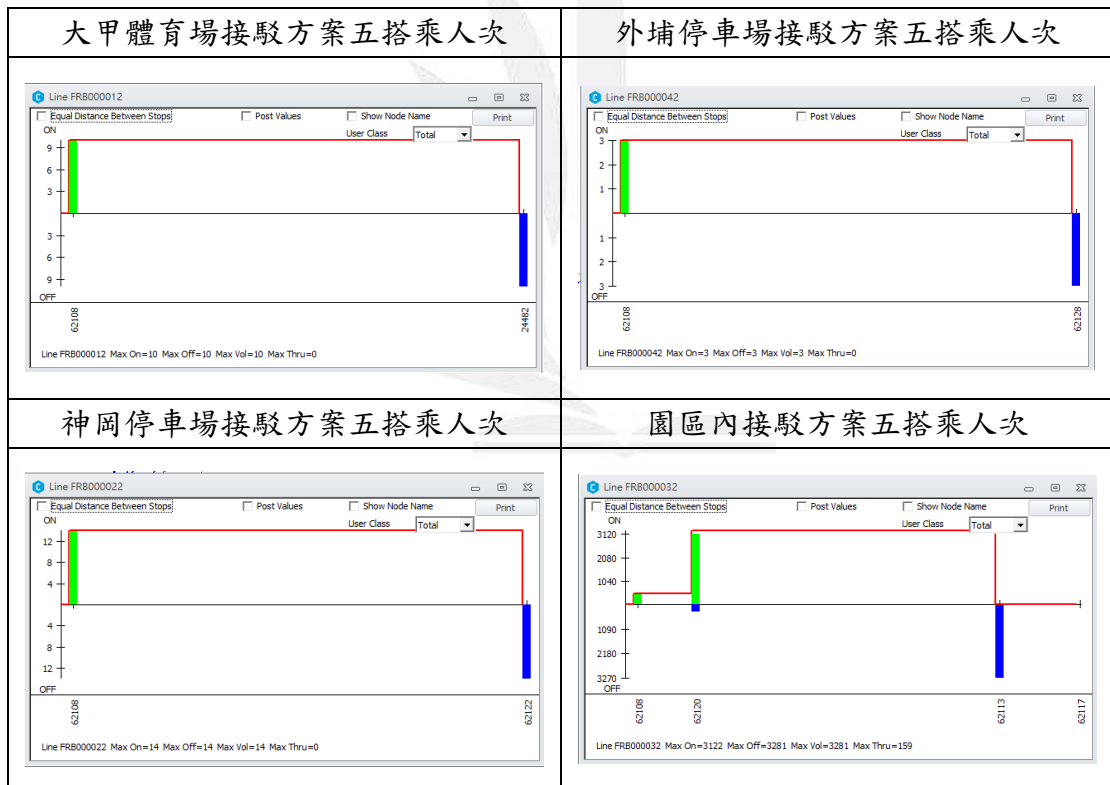 大甲體育場接駁方案五搭乘人次
外埔停車場接駁方案五搭乘人次
Line FRB000012
Equal Distance Between Stops Post Values Show Node Name Print
ON User Class Total
9
6
3
3
6
9
OFF
62108 24482
Line FRB000012 Max On=10 Max Off=10 Max Vol=10 Max Thru=0
Line FRB000042
Equal Distance Between Stops Post Values Show Node Name Print
ON User Class Total
3
2
1
1
2
3
OFF
62108 62128
Line FRB000042 Max On=3 Max Off=3 Max Vol=3 Max Thru=0
神岡停車場接駁方案五搭乘人次
園區內接駁方案五搭乘人次
Line FRB000022
Equal Distance Between Stops Post Values Show Node Name Print
ON User Class Total
12
8
4
4
8
12
OFF
62108 62122
Line FRB000022 Max On=14 Max Off=14 Max Vol=14 Max Thru=0
Line FRB000032
Equal Distance Between Stops Post Values Show Node Name Print
ON User Class Total
3120
2080
1040
1090
2180
3270
OFF
62108 62120 62113 62117
Line FRB000032 Max On=3122 Max Off=3281 Max Vol=3281 Max Thru=159